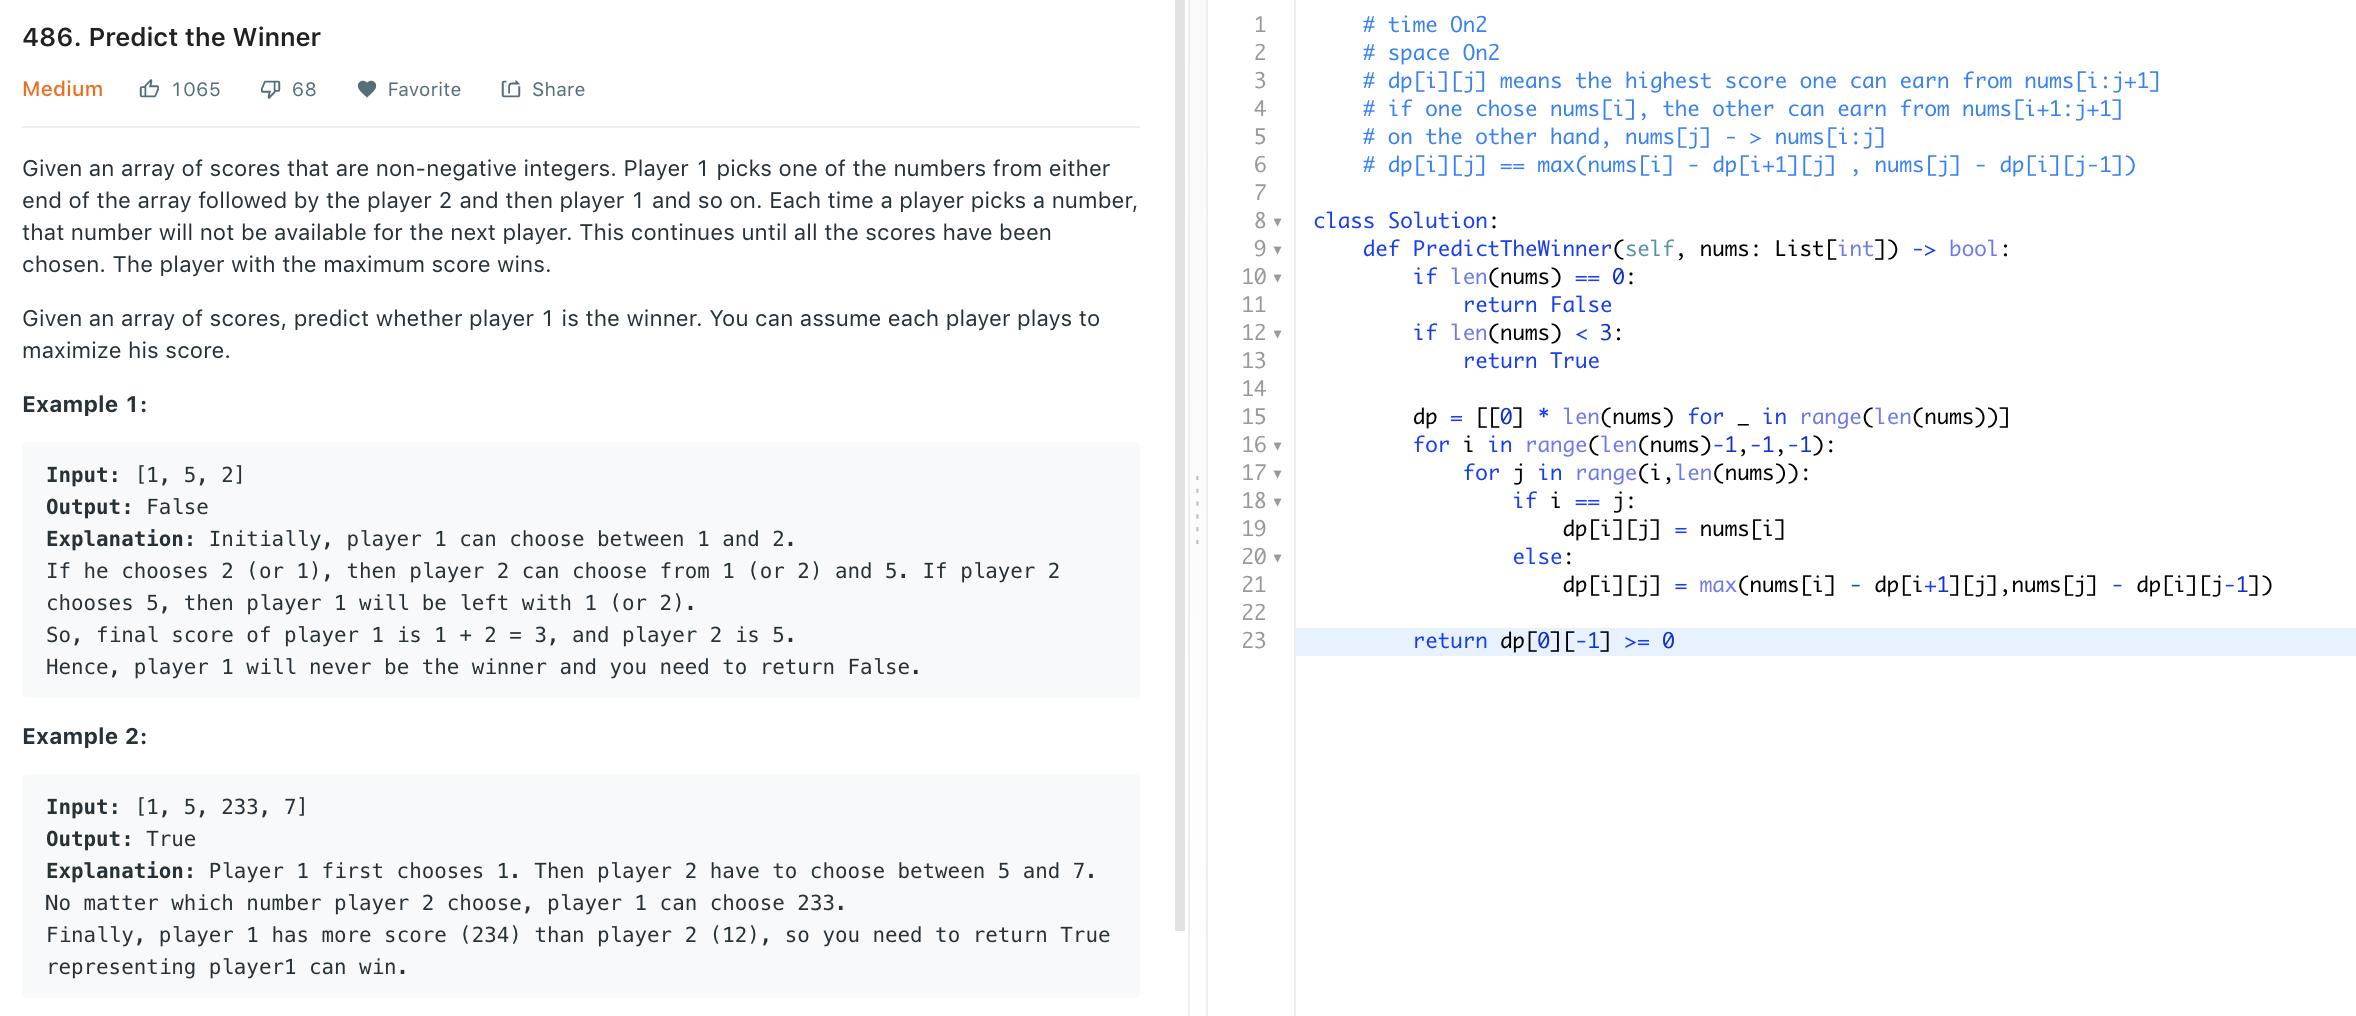 486. Predict the Winner
Medium 1065 68 Favorite Share
Given an array of scores that are non-negative integers. Player 1 picks one of the numbers from either
end of the array followed by the player 2 and then player 1 and so on. Each time a player picks a number,
that number will not be available for the next player. This continues until all the scores have been
chosen. The player with the maximum score wins.
Given an array of scores, predict whether player 1 is the winner. You can assume each player plays to
maximize his score.
Example 1:
Input: [1, 5, 2]
Output: False
Explanation: Initially, player 1 can choose between 1 and 2.
If he chooses 2 (or 1), then player 2 can choose from 1 (or 2) and 5. If player 2
chooses 5, then player 1 will be left with 1 (or 2).
So, final score of player 1 is 1 + 2 = 3, and player 2 is 5.
Hence, player 1 will never be the winner and you need to return False.
Example 2:
Input: [1, 5, 233, 7]
Output: True
Explanation: Player 1 first chooses 1. Then player 2 have to choose between 5 and 7.
No matter which number player 2 choose, player 1 can choose 233.
Finally, player 1 has more score (234) than player 2 (12), so you need to return True
representing player1 can win.
1 # time On2
2 # space On2
3 # dp[i][j] means the highest score one can earn from nums[i:j+1]
4 # if one chose nums[i], the other can earn from nums[i+1:j+1]
5 # on the other hand, nums[j] - > nums[i:j]
6 # dp[i][j] == max(nums[i] - dp[i+1][j] , nums[j] - dp[i][j-1])
7
8 class Solution:
9 def PredictTheWinner(self, nums: List[int]) -> bool:
10 if len(nums) == 0:
11 return False
12 if len(nums) < 3:
13 return True
14
15 dp = [[0] * len(nums) for _ in range(len(nums))]
16 for i in range(len(nums)-1,-1,-1):
17 for j in range(i,len(nums)):
18 if i == j:
19 dp[i][j] = nums[i]
20 else:
21 dp[i][j] = max(nums[i] - dp[i+1][j],nums[j] - dp[i][j-1])
22
23 return dp[0][-1] >= 0